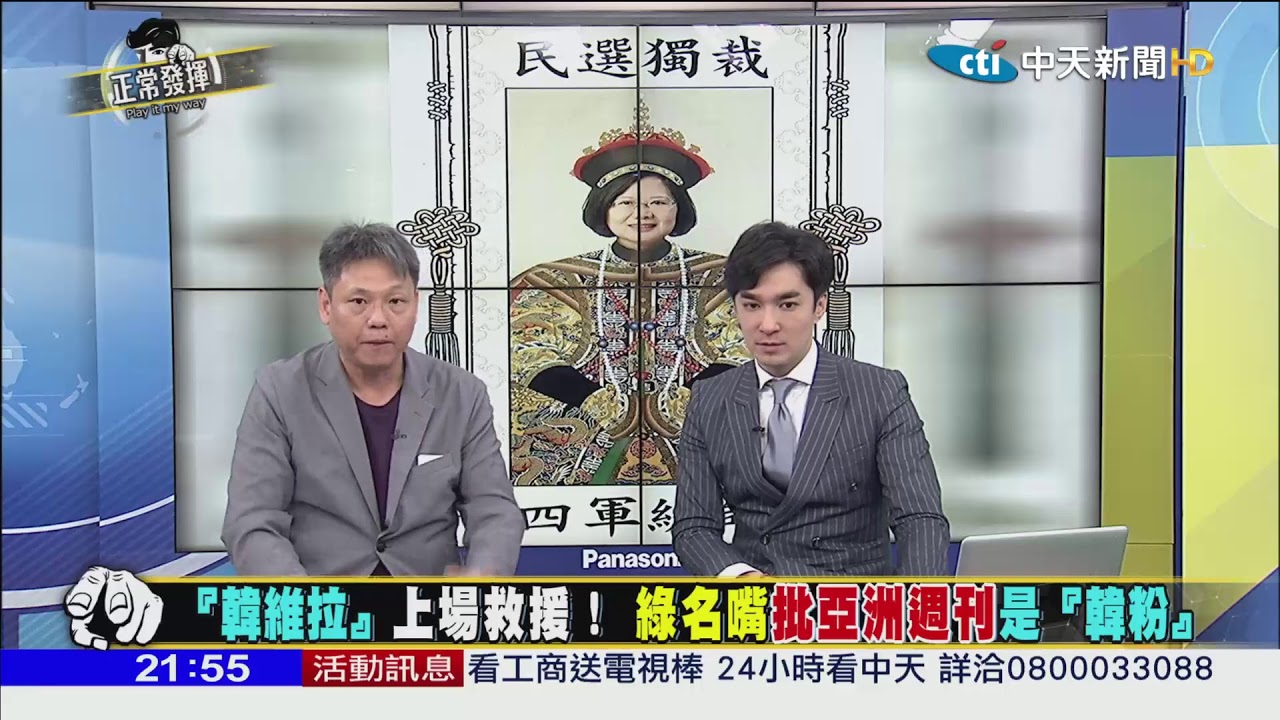 正常發揮
Play it my way
cti 中天新聞HD
民選獨裁
四軍
Panasoni
『韓維拉』上場救援！ 綠名嘴批亞洲週刊是『韓粉』
21:55 活動訊息 看工商送電視棒 24小時看中天 詳洽0800033088